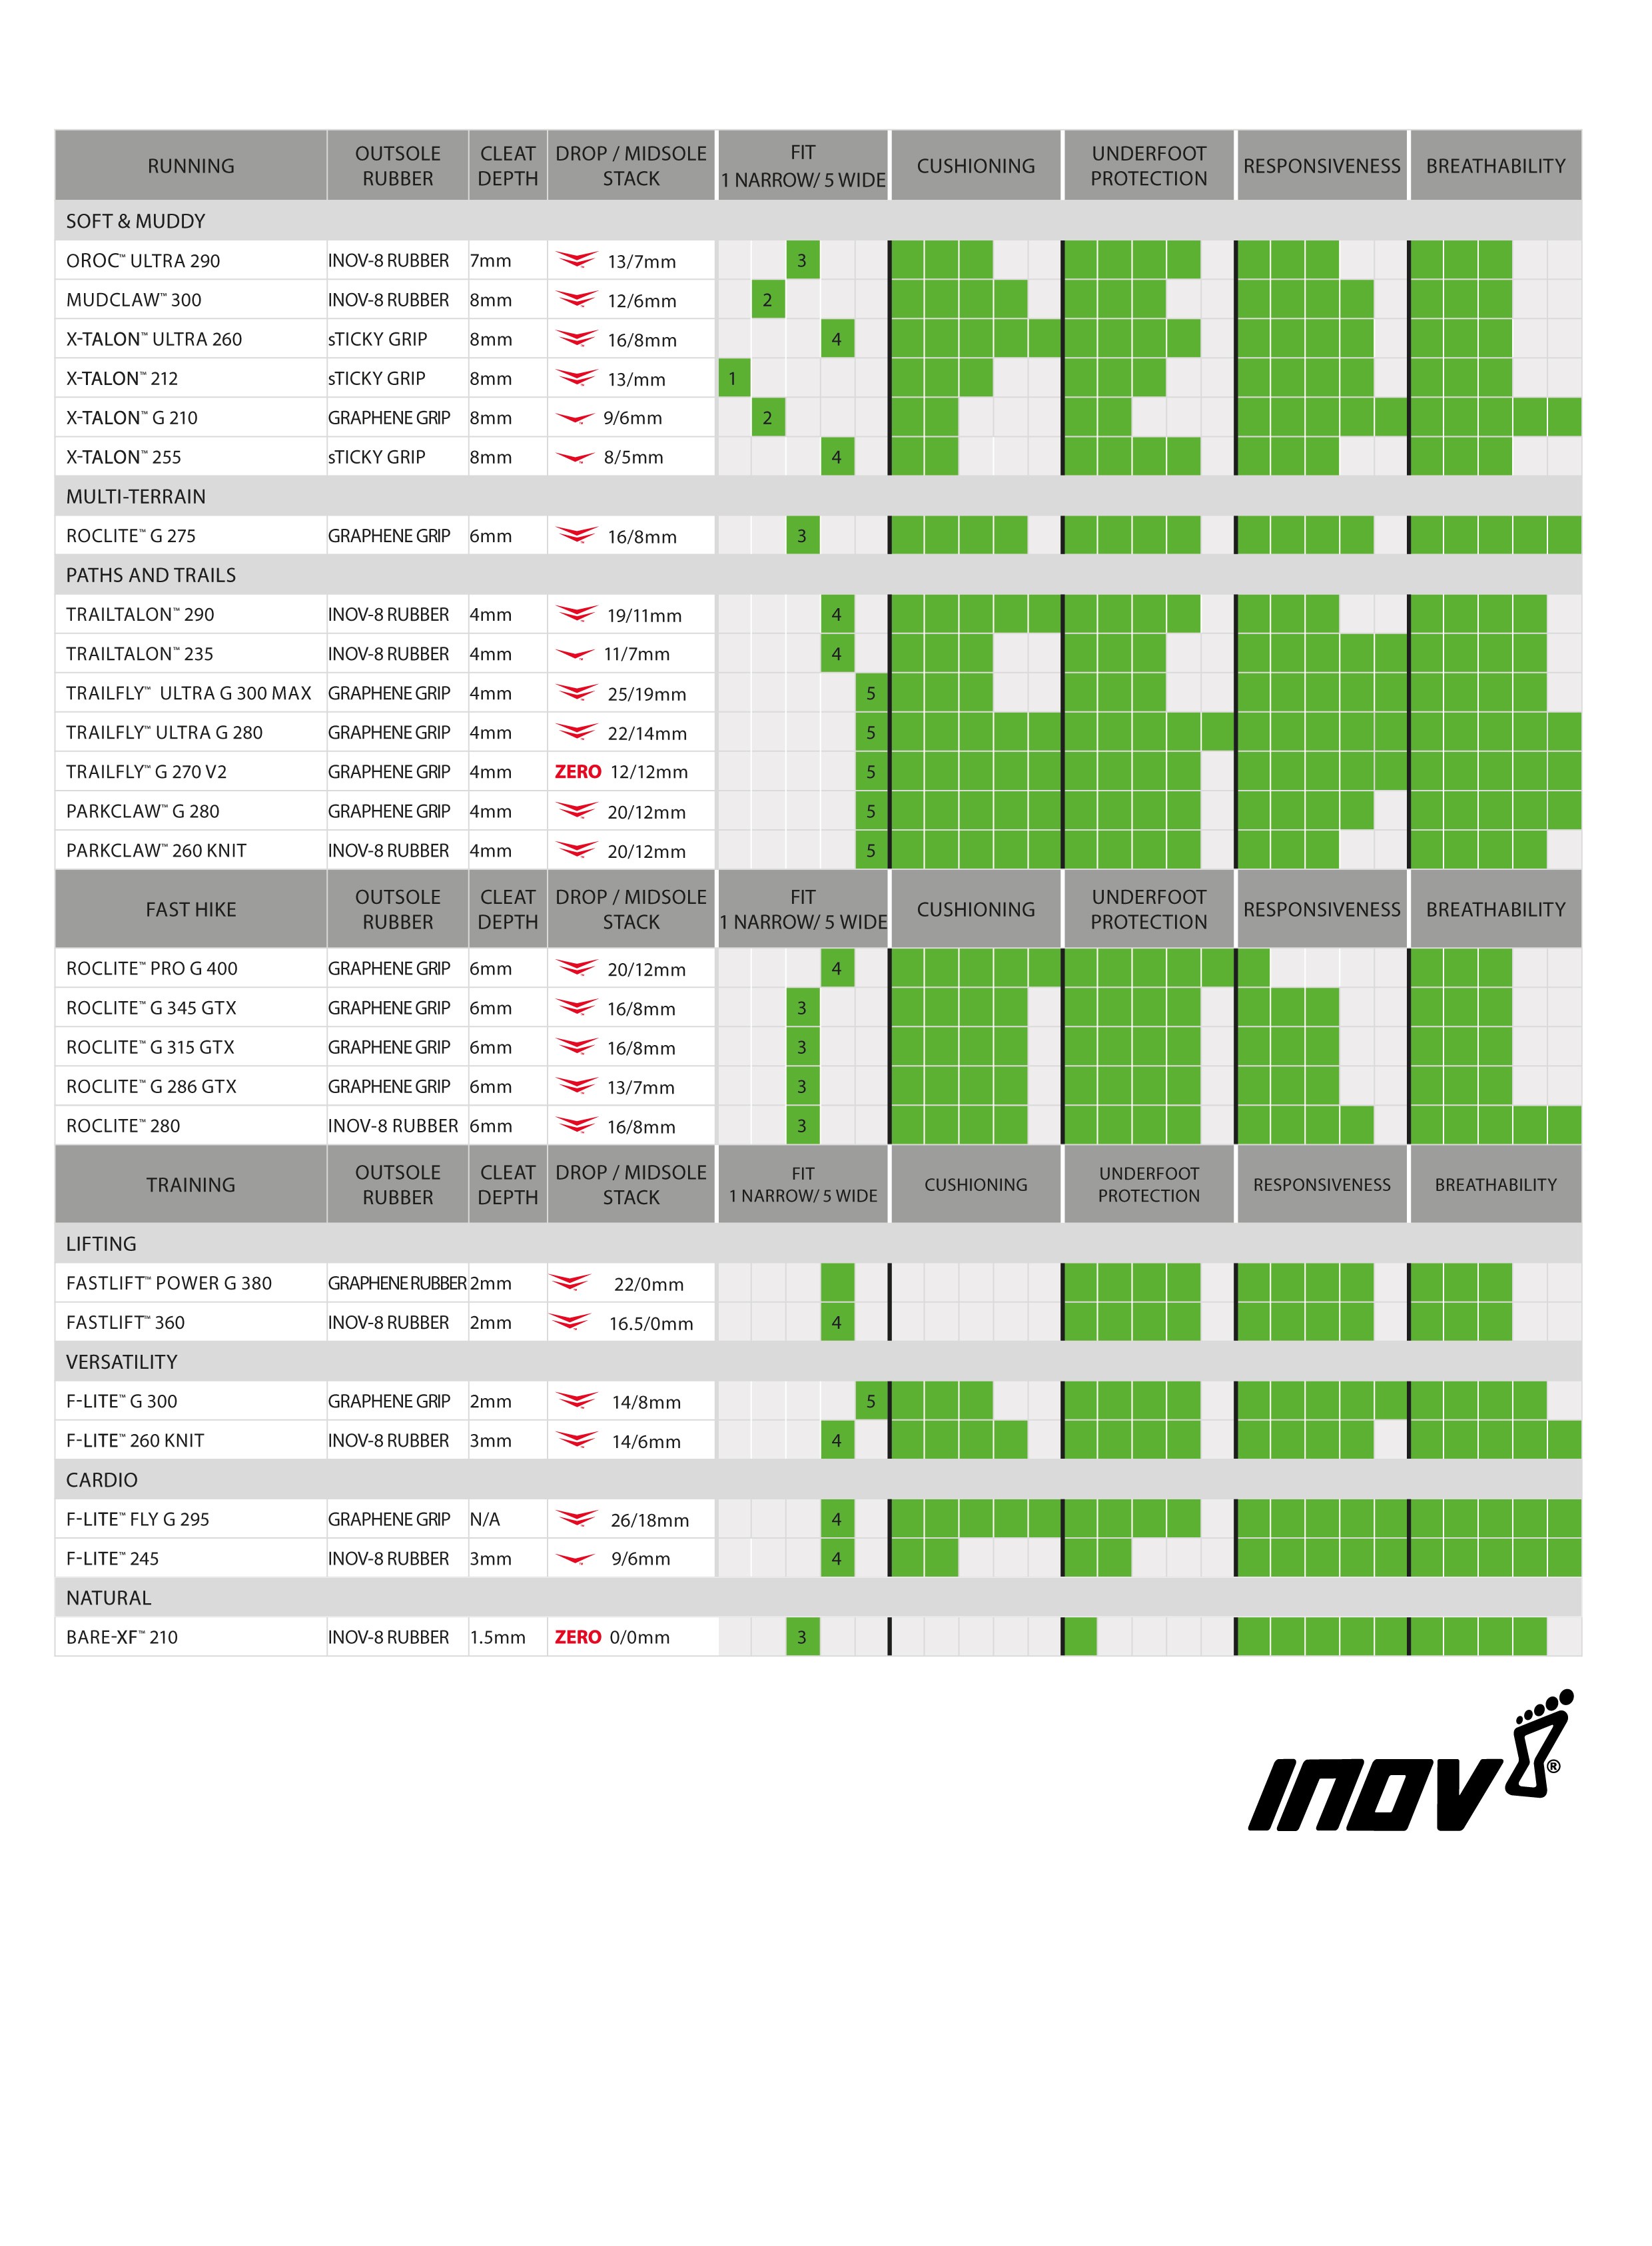 RUNNING OUTSOLE RUBBER CLEAT DEPTH DROP / MIDSOLE STACK FIT 1 NARROW/ 5 WIDE CUSHIONING UNDERFOOT PROTECTION RESPONSIVENESS BREATHABILITY
SOFT & MUDDY
OROC™ ULTRA 290 INOV-8 RUBBER 7mm 13/7mm 3
MUDCLAW™ 300 INOV-8 RUBBER 8mm 12/6mm 2
X-TALON™ ULTRA 260 sTICKY GRIP 8mm 16/8mm 4
X-TALON™ 212 sTICKY GRIP 8mm 13/mm 1
X-TALON™ G 210 GRAPHENE GRIP 8mm 9/6mm 2
X-TALON™ 255 sTICKY GRIP 8mm 8/5mm 4
MULTI-TERRAIN
ROCLITE™ G 275 GRAPHENE GRIP 6mm 16/8mm 3
PATHS AND TRAILS
TRAILTALON™ 290 INOV-8 RUBBER 4mm 19/11mm 4
TRAILTALON™ 235 INOV-8 RUBBER 4mm 11/7mm 4
TRAILFLY™ ULTRA G 300 MAX GRAPHENE GRIP 4mm 25/19mm 5
TRAILFLY™ ULTRA G 280 GRAPHENE GRIP 4mm 22/14mm 5
TRAILFLY™ G 270 V2 GRAPHENE GRIP 4mm ZERO 12/12mm 5
PARKCLAW™ G 280 GRAPHENE GRIP 4mm 20/12mm 5
PARKCLAW™ 260 KNIT INOV-8 RUBBER 4mm 20/12mm 5
FAST HIKE OUTSOLE RUBBER CLEAT DEPTH DROP / MIDSOLE STACK FIT 1 NARROW/ 5 WIDE CUSHIONING UNDERFOOT PROTECTION RESPONSIVENESS BREATHABILITY
ROCLITE™ PRO G 400 GRAPHENE GRIP 6mm 20/12mm 4
ROCLITE™ G 345 GTX GRAPHENE GRIP 6mm 16/8mm 3
ROCLITE™ G 315 GTX GRAPHENE GRIP 6mm 16/8mm 3
ROCLITE™ G 286 GTX GRAPHENE GRIP 6mm 13/7mm 3
ROCLITE™ 280 INOV-8 RUBBER 6mm 16/8mm 3
TRAINING OUTSOLE RUBBER CLEAT DEPTH DROP / MIDSOLE STACK FIT 1 NARROW/ 5 WIDE CUSHIONING UNDERFOOT PROTECTION RESPONSIVENESS BREATHABILITY
LIFTING
FASTLIFT™ POWER G 380 GRAPHENE RUBBER 2mm 22/0mm
FASTLIFT™ 360 INOV-8 RUBBER 2mm 16.5/0mm 4
VERSATILITY
F-LITE™ G 300 GRAPHENE GRIP 2mm 14/8mm 5
F-LITE™ 260 KNIT INOV-8 RUBBER 3mm 14/6mm 4
CARDIO
F-LITE™ FLY G 295 GRAPHENE GRIP N/A 26/18mm 4
F-LITE™ 245 INOV-8 RUBBER 3mm 9/6mm 4
NATURAL
BARE-XF™ 210 INOV-8 RUBBER 1.5mm ZERO 0/0mm 3
INOV ®